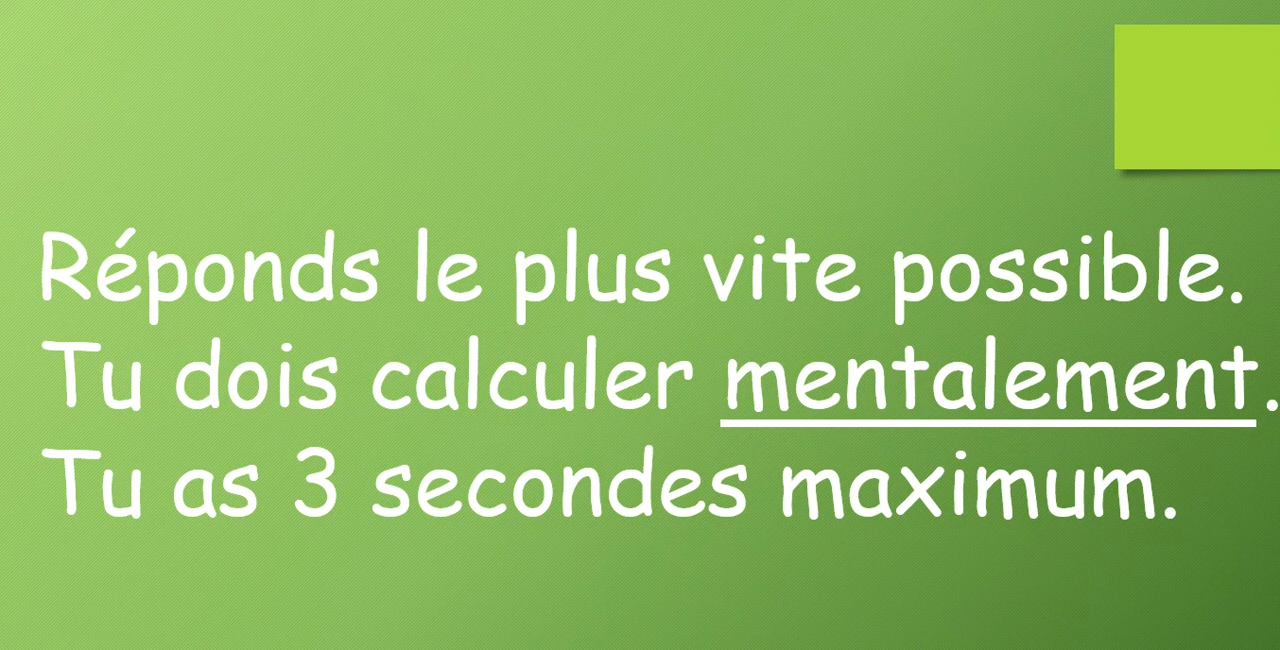 Réponds le plus vite possible.
Tu dois calculer mentalement.
Tu as 3 secondes maximum.